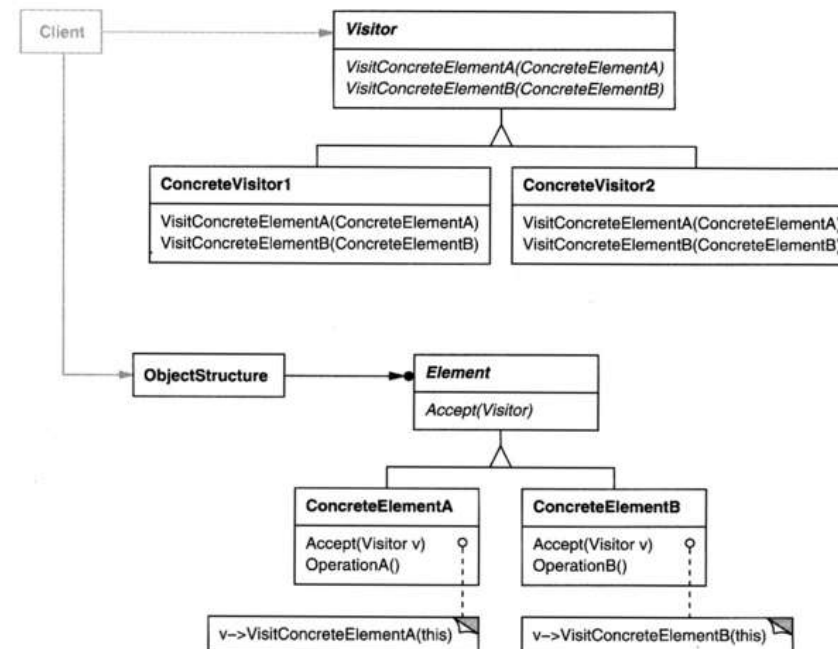 Client
Visitor
VisitConcreteElementA(ConcreteElementA)
VisitConcreteElementB(ConcreteElementB)
ConcreteVisitor1
VisitConcreteElementA(ConcreteElementA)
VisitConcreteElementB(ConcreteElementB)
ConcreteVisitor2
VisitConcreteElementA(ConcreteElementA)
VisitConcreteElementB(ConcreteElementB)
ObjectStructure
Element
Accept(Visitor)
ConcreteElementA
Accept(Visitor v)
OperationA()
ConcreteElementB
Accept(Visitor v)
OperationB()
v–>VisitConcreteElementA(this)
v–>VisitConcreteElementB(this)